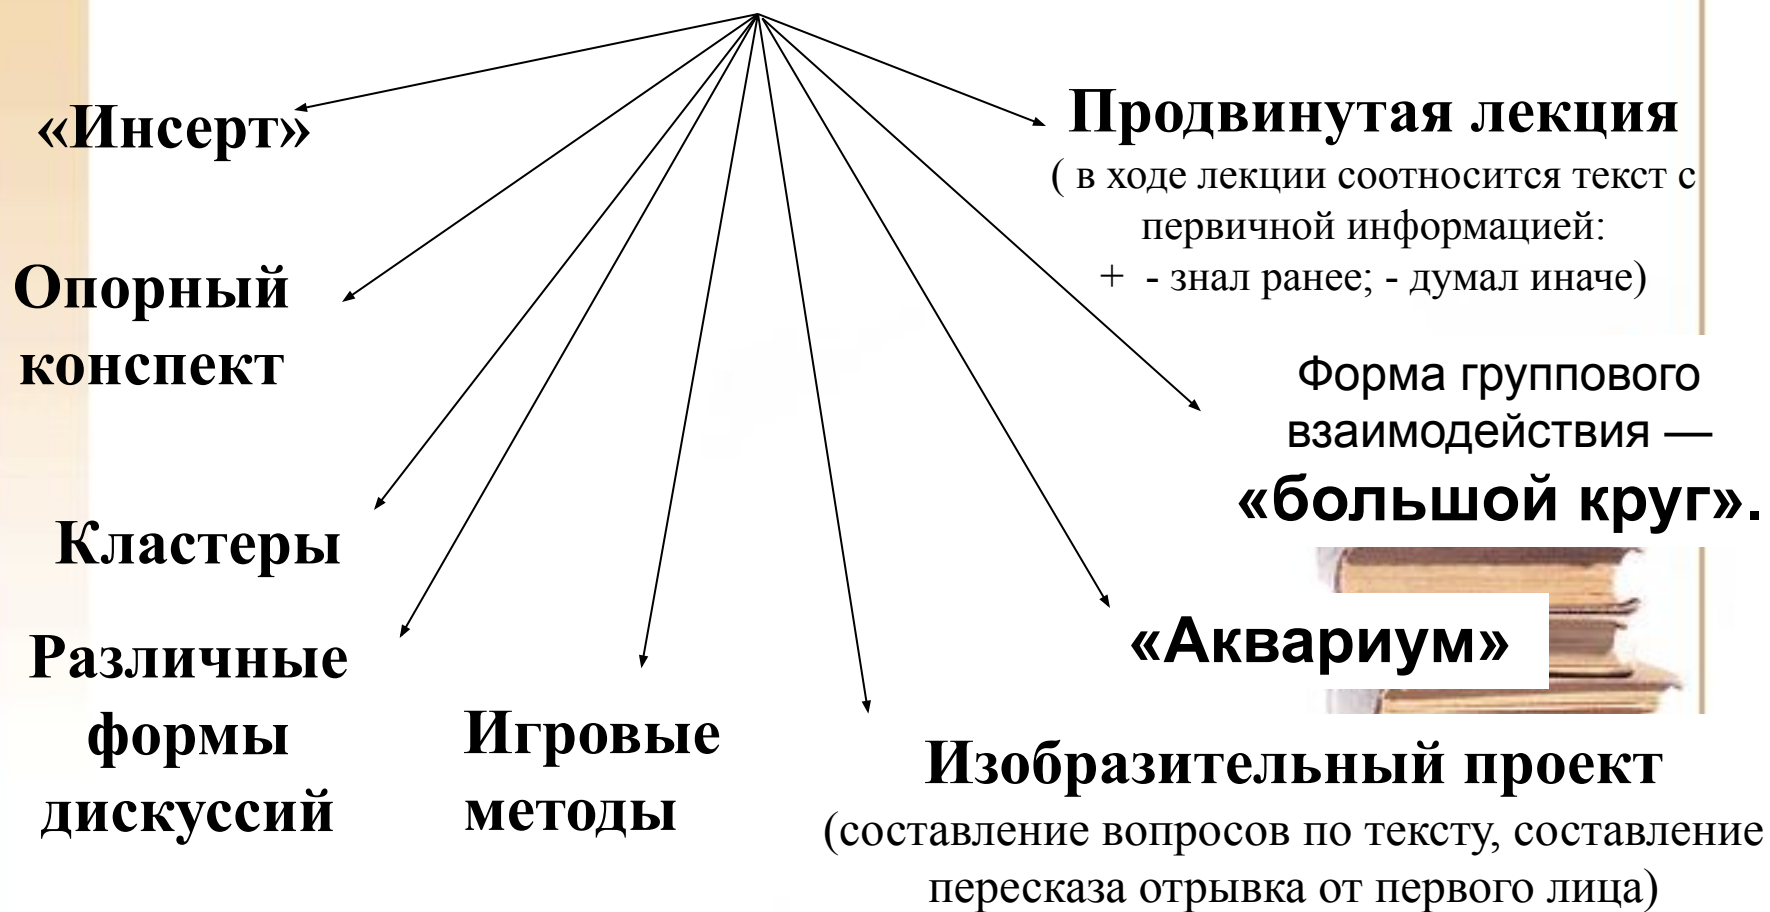 «Инсерт»
Опорный
конспект
Кластеры
Различные
формы
дискуссий
Игровые
методы
Продвинутая лекция
( в ходе лекции соотносится текст с
первичной информацией:
+ - знал ранее; - думал иначе)
Форма группового
взаимодействия —
«большой круг».
«Аквариум»
Изобразительный проект
(составление вопросов по тексту, составление
пересказа отрывка от первого лица)